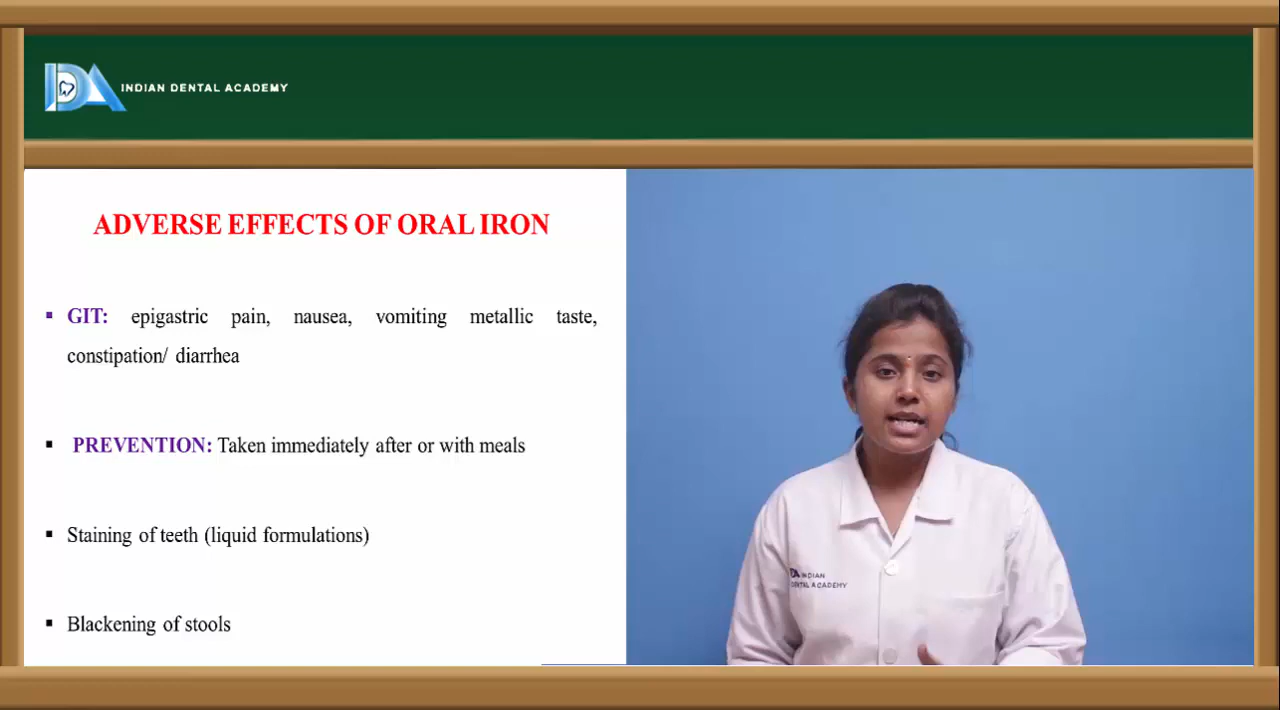 INDIAN DENTAL ACADEMY
ADVERSE EFFECTS OF ORAL IRON
▪ GIT: epigastric pain, nausea, vomiting metallic taste,
constipation/ diarrhea
▪ PREVENTION: Taken immediately after or with meals
▪ Staining of teeth (liquid formulations)
▪ Blackening of stools
INDIAN
DENTAL ACADEMY